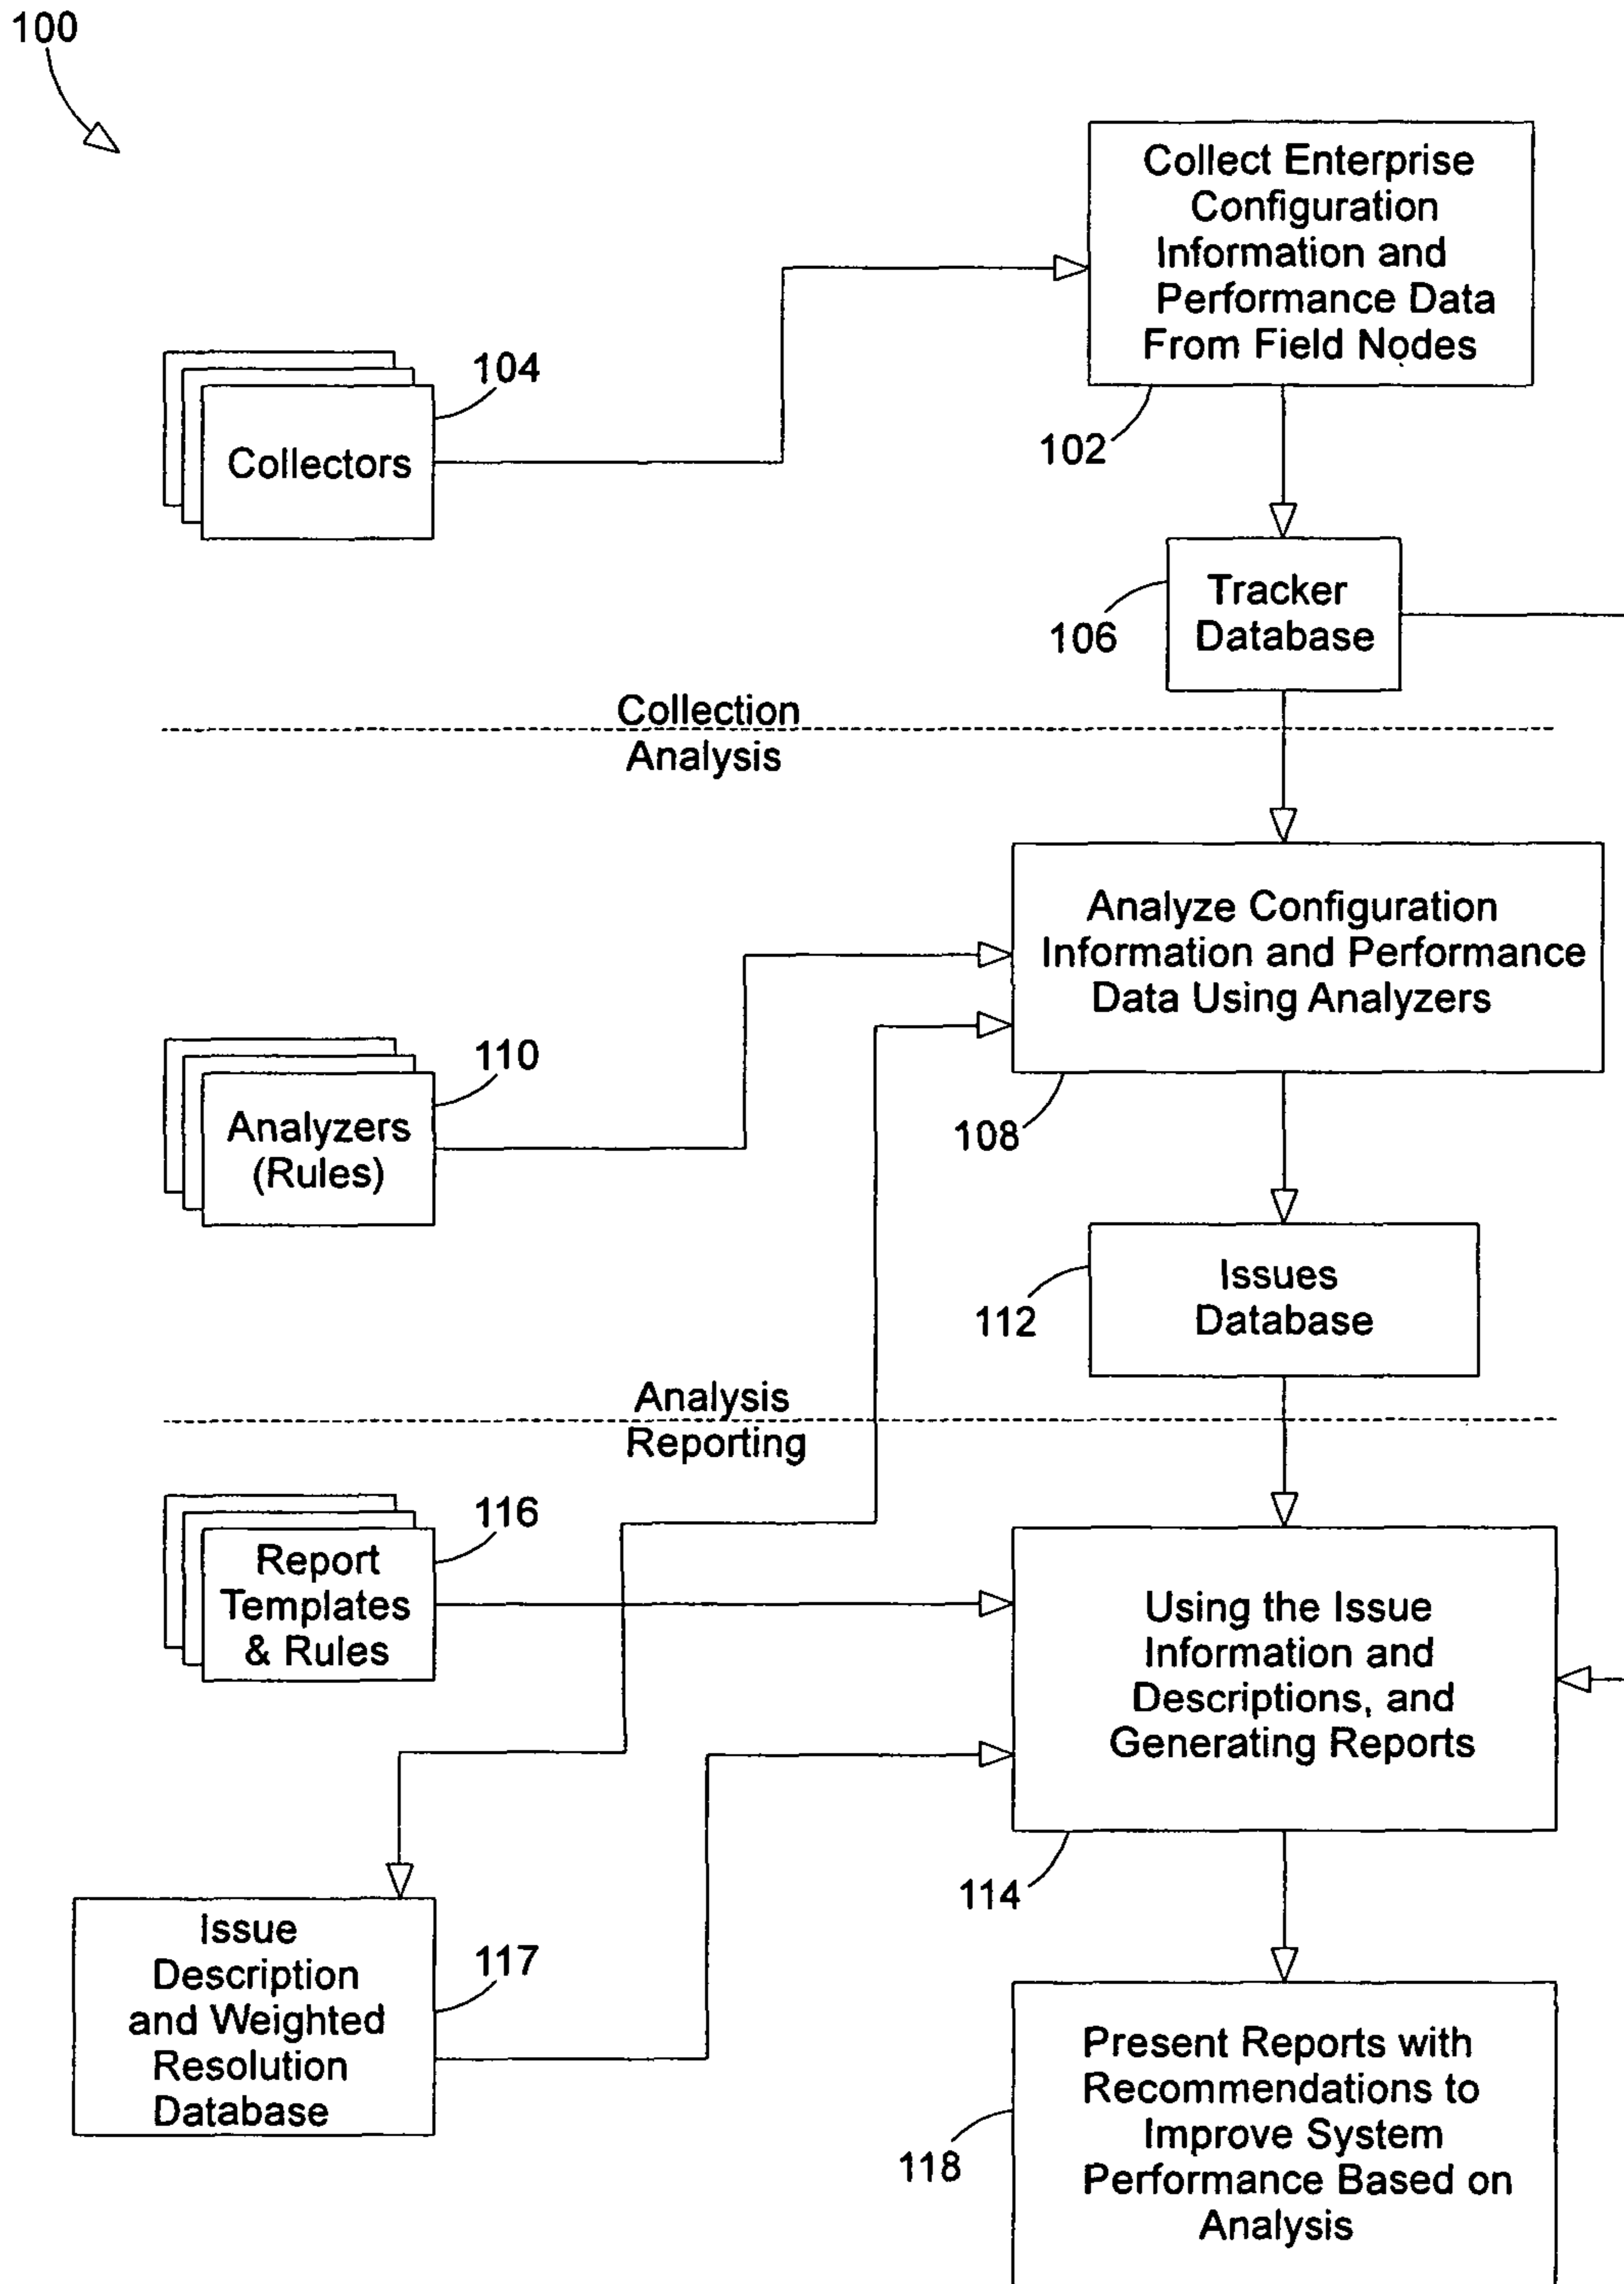 100
Collect Enterprise
Configuration
Information and
Performance Data
From Field Nodes
102
104
Collectors
Tracker
Database
106
Collection
Analysis
Analyze Configuration
Information and Performance
Data Using Analyzers
108
110
Analyzers
(Rules)
Issues
Database
112
Analysis
Reporting
116
Report
Templates
& Rules
Using the Issue
Information and
Descriptions, and
Generating Reports
114
Issue
Description
and Weighted
Resolution
Database
117
Present Reports with
Recommendations to
Improve System
Performance Based on
Analysis
118